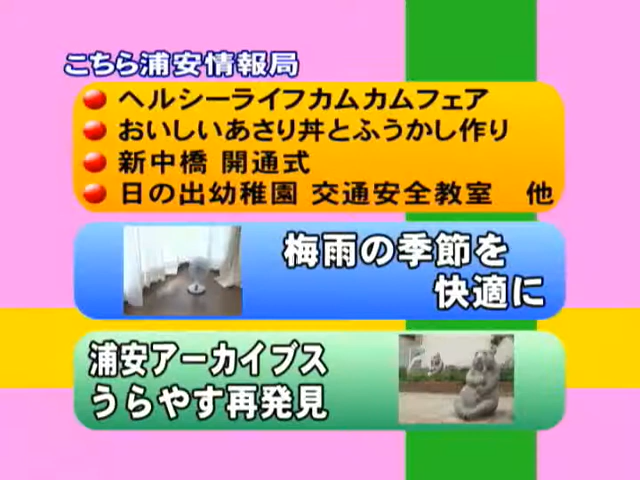 こちら浦安情報局
ヘルシーライフカムカムフェア
おいしいあさり丼とふうかし作り
新中橋 開通式
日の出幼稚園 交通安全教室 他
梅雨の季節を
快適に
浦安アーカイブス
うらやす再発見